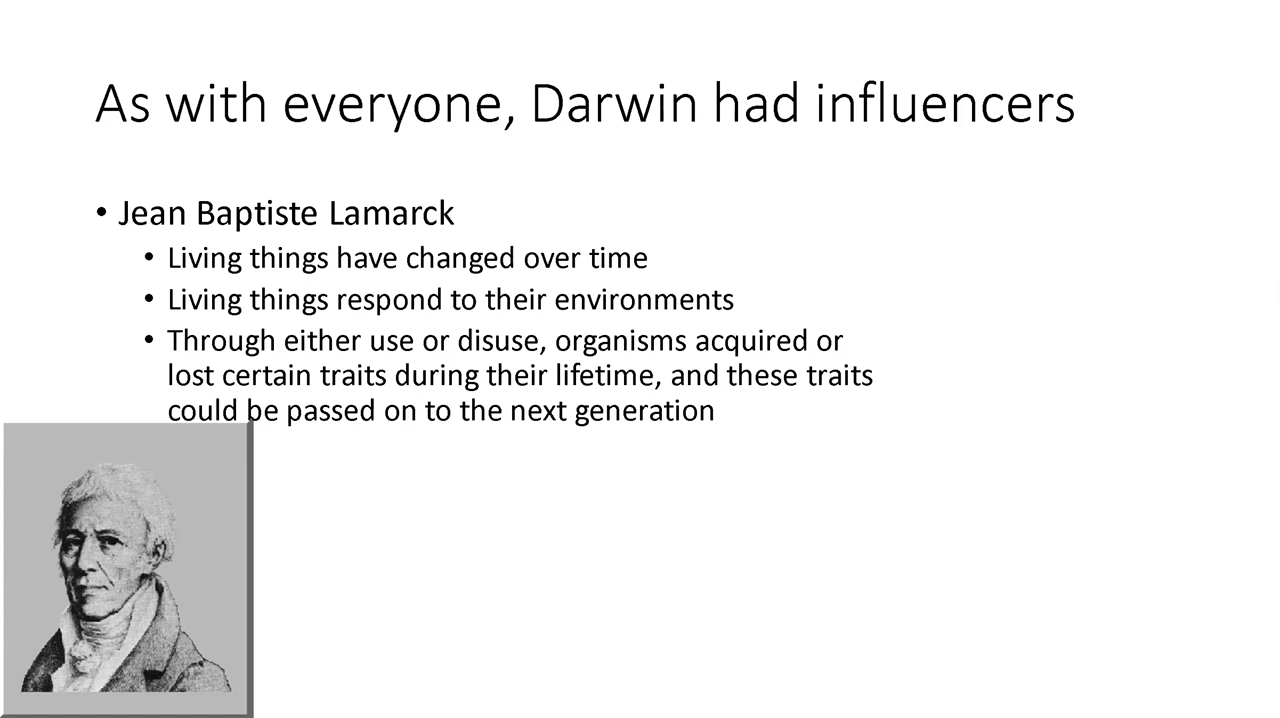 As with everyone, Darwin had influencers
• Jean Baptiste Lamarck
• Living things have changed over time
• Living things respond to their environments
• Through either use or disuse, organisms acquired or
lost certain traits during their lifetime, and these traits
could be passed on to the next generation